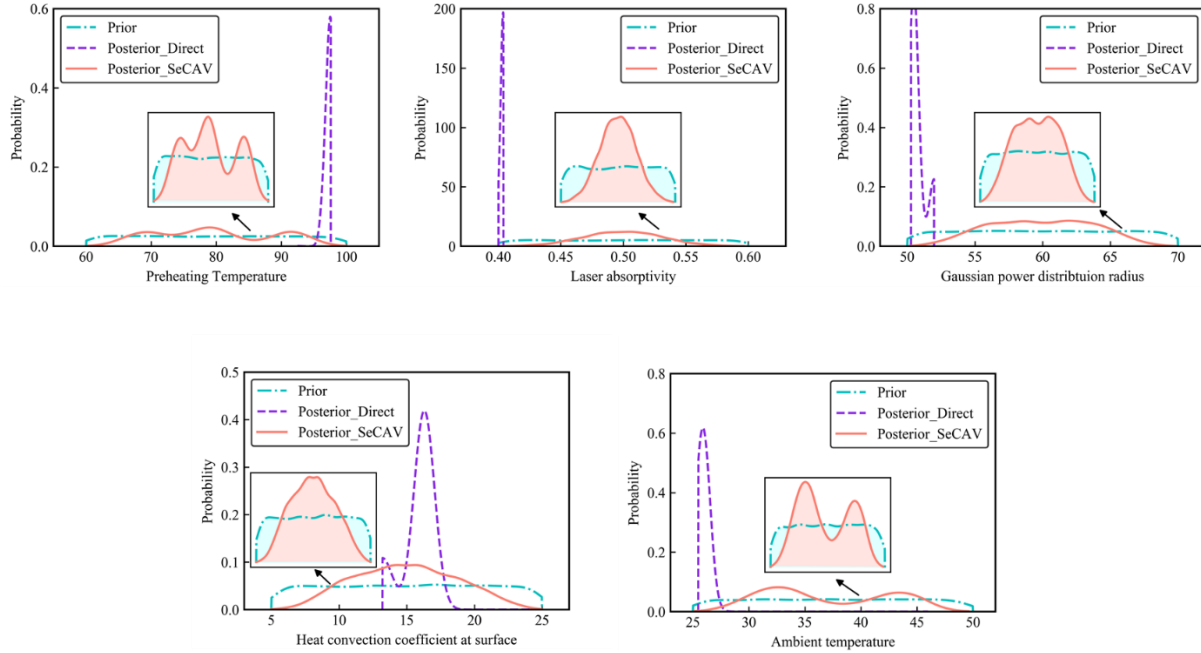 0.6
0.4
0.2
0.0
Probability
Prior
Posterior_Direct
Posterior_SeCAV
60 70 80 90 100
Preheating Temperature
200
150
100
50
0
Probability
Prior
Posterior_Direct
Posterior_SeCAV
0.40 0.45 0.50 0.55 0.60
Laser absorptivity
0.8
0.6
0.4
0.2
0.0
Probability
Prior
Posterior_Direct
Posterior_SeCAV
50 55 60 65 70
Gaussian power distribtuion radius
0.5
0.4
0.3
0.2
0.1
0.0
Probability
Prior
Posterior_Direct
Posterior_SeCAV
5 10 15 20 25
Heat convection coefficient at surface
0.8
0.6
0.4
0.2
0.0
Probability
Prior
Posterior_Direct
Posterior_SeCAV
25 30 35 40 45 50
Ambient temperature